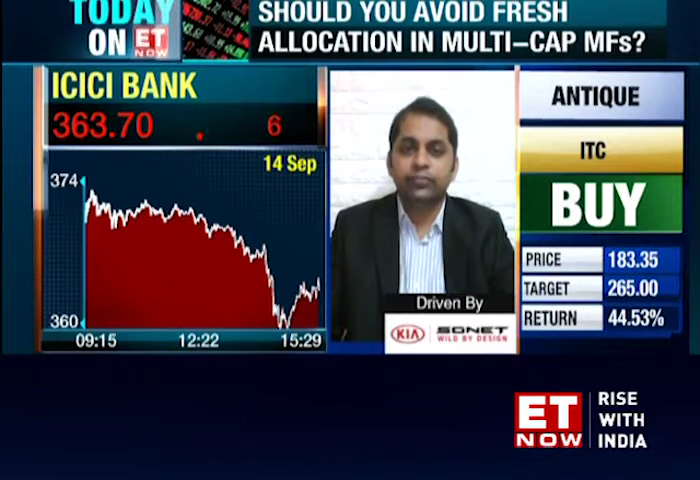 TODAY
ON ET NOW
SHOULD YOU AVOID FRESH
ALLOCATION IN MULTI-CAP MFs?
ICICI BANK
363.70 . 6
14 Sep
374
360
09:15 12:22 15:29
Driven By
KIA SONET
WILD BY DESIGN
ANTIQUE
ITC
BUY
PRICE 183.35
TARGET 265.00
RETURN 44.53%
ET NOW
RISE
WITH
INDIA